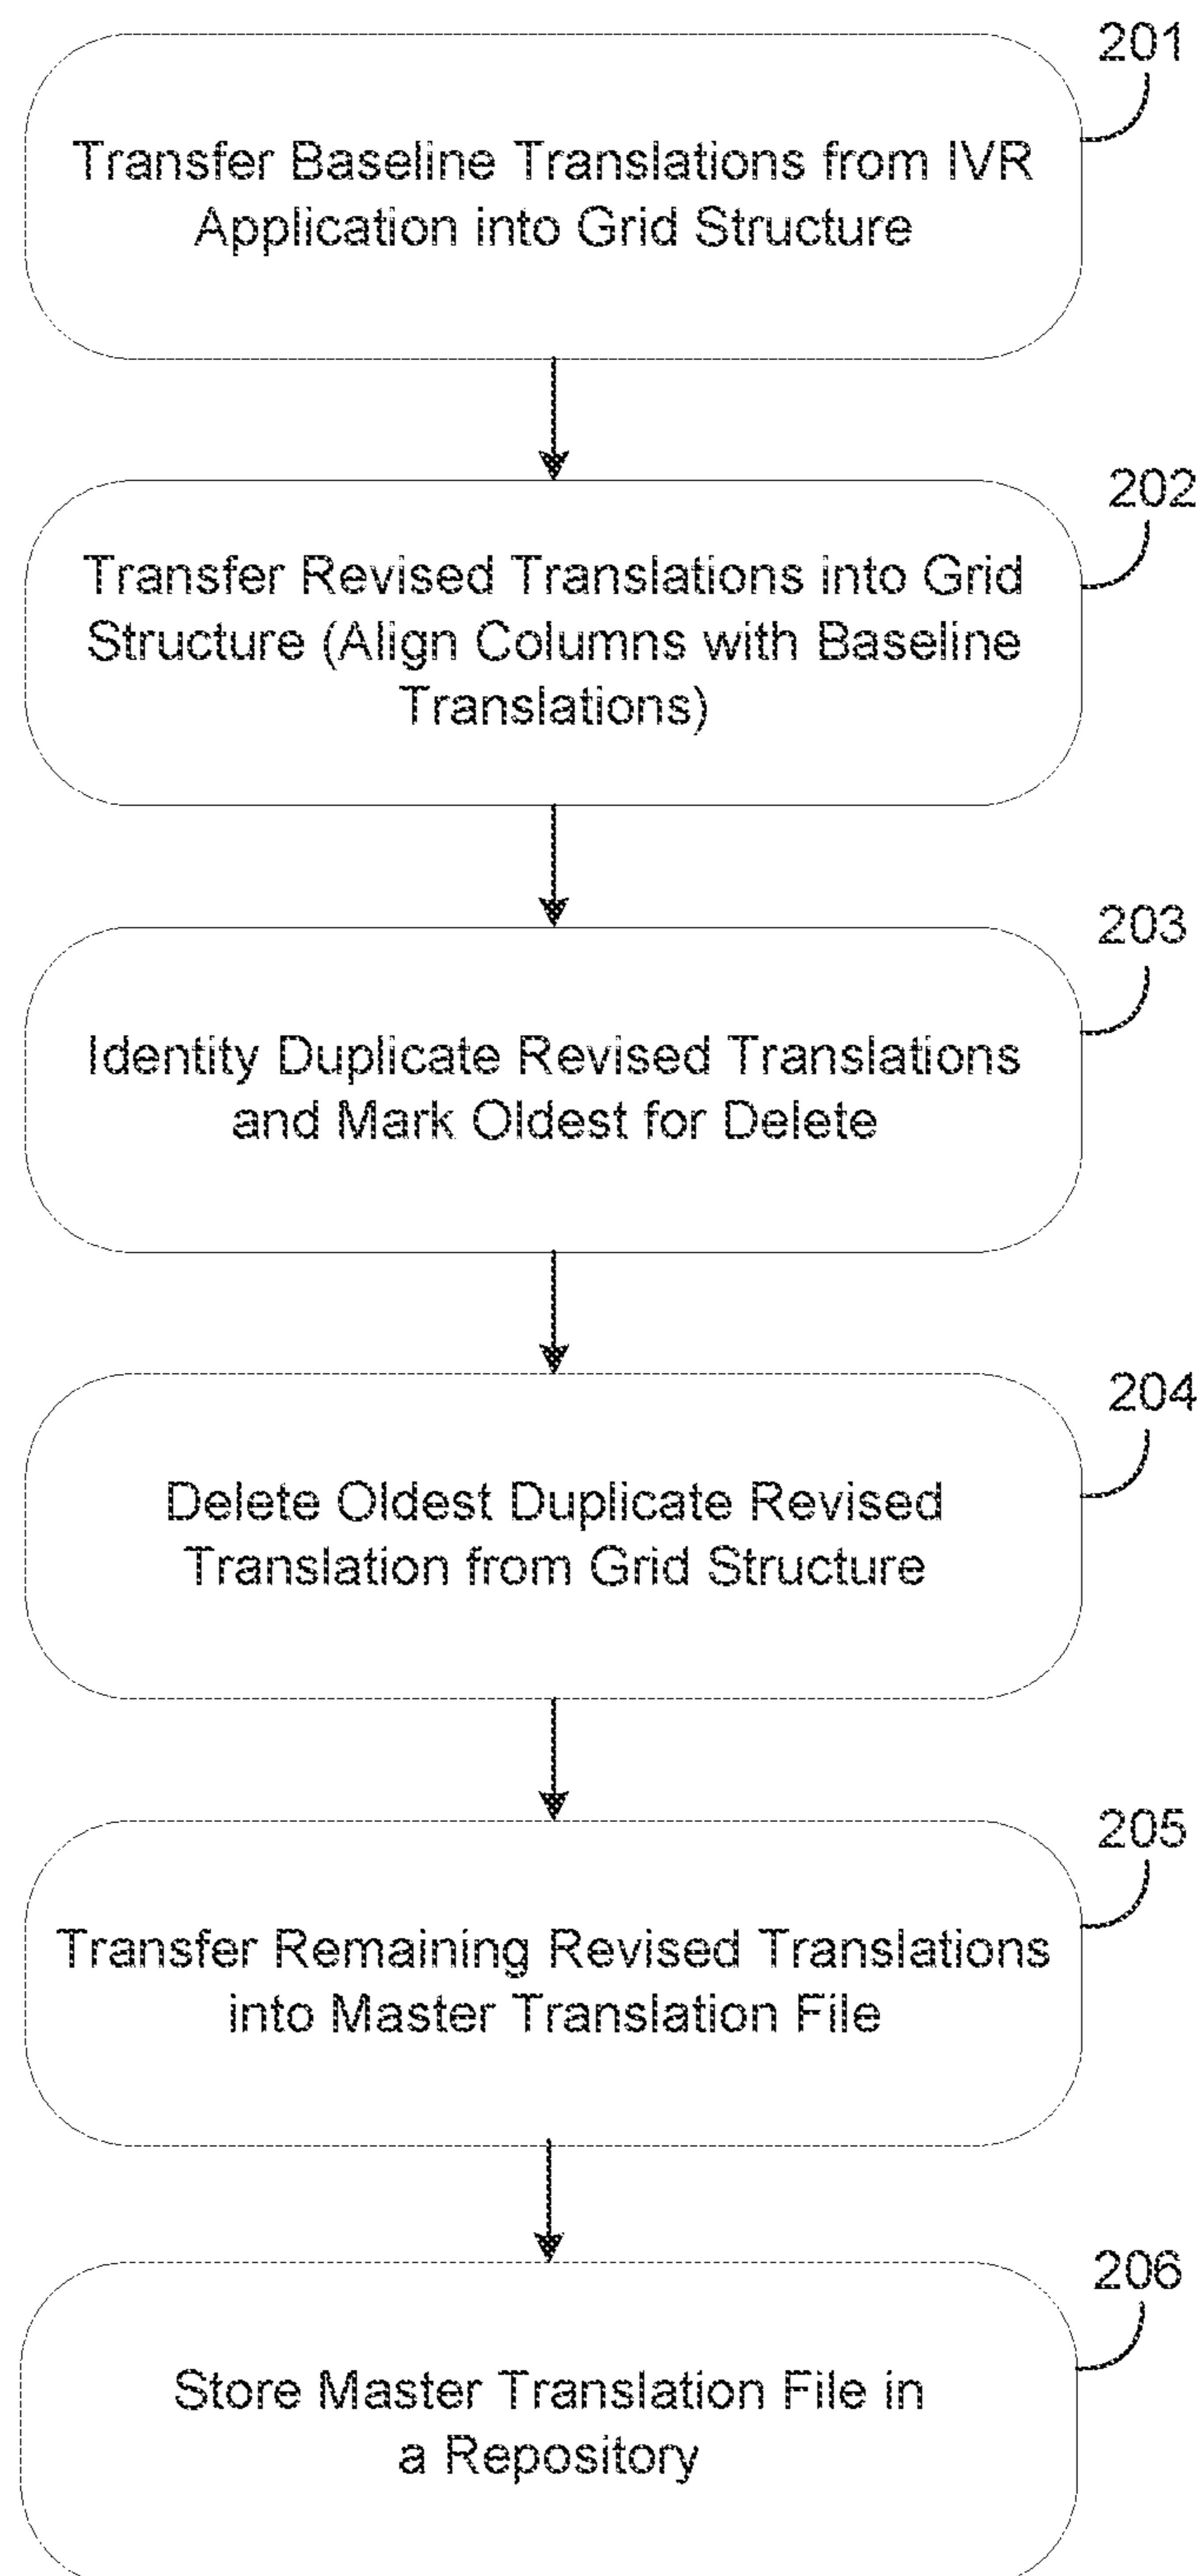 201
Transfer Baseline Translations from IVR
Application into Grid Structure
202
Transfer Revised Translations into Grid
Structure (Align Columns with Baseline
Translations)
203
Identity Duplicate Revised Translations
and Mark Oldest for Delete
204
Delete Oldest Duplicate Revised
Translation from Grid Structure
205
Transfer Remaining Revised Translations
into Master Translation File
206
Store Master Translation File in
a Repository